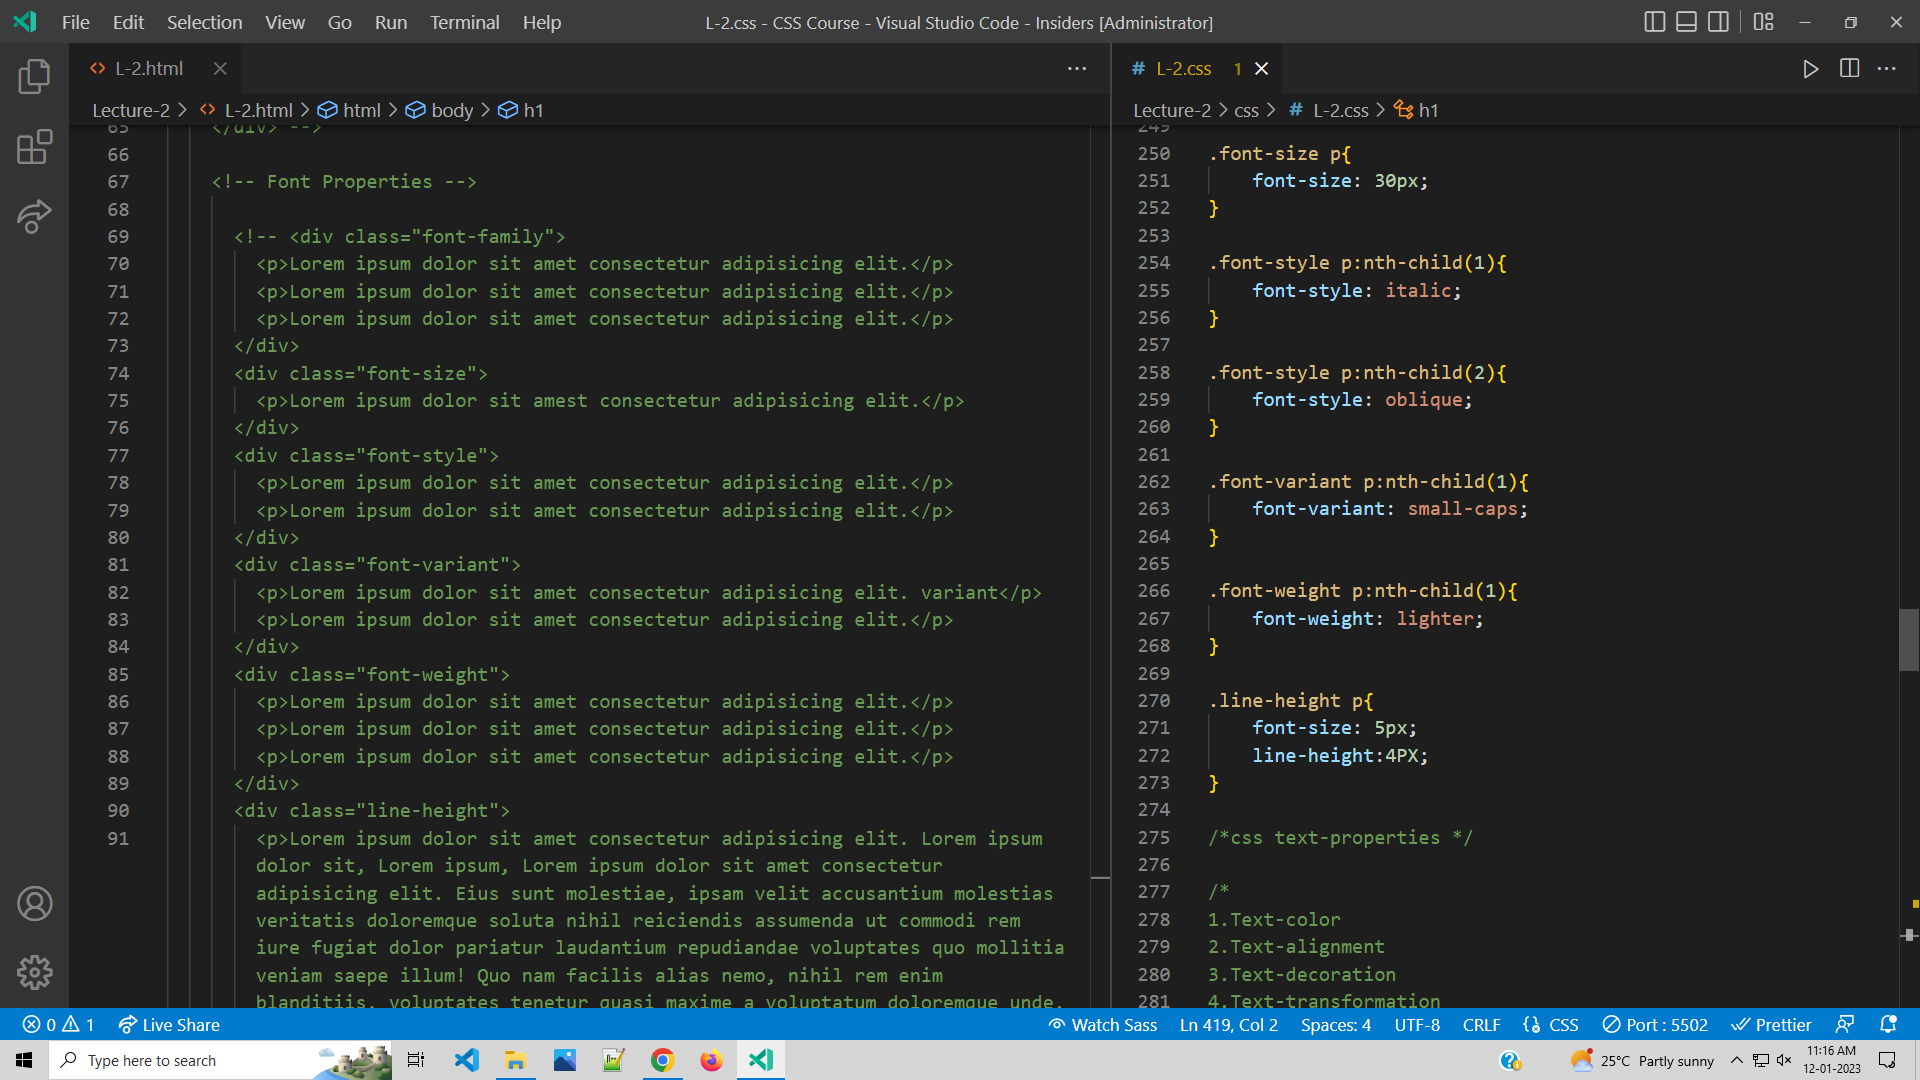 File Edit Selection View Go Run Terminal Help L-2.css - CSS Course - Visual Studio Code - Insiders [Administrator]
L-2.html
Lecture-2 > L-2.html > html > body > h1
65 </div> -->
66
67 <!-- Font Properties -->
68
69 <!-- <div class="font-family">
70 <p>Lorem ipsum dolor sit amet consectetur adipisicing elit.</p>
71 <p>Lorem ipsum dolor sit amet consectetur adipisicing elit.</p>
72 <p>Lorem ipsum dolor sit amet consectetur adipisicing elit.</p>
73 </div>
74 <div class="font-size">
75 <p>Lorem ipsum dolor sit amest consectetur adipisicing elit.</p>
76 </div>
77 <div class="font-style">
78 <p>Lorem ipsum dolor sit amet consectetur adipisicing elit.</p>
79 <p>Lorem ipsum dolor sit amet consectetur adipisicing elit.</p>
80 </div>
81 <div class="font-variant">
82 <p>Lorem ipsum dolor sit amet consectetur adipisicing elit. variant</p>
83 <p>Lorem ipsum dolor sit amet consectetur adipisicing elit.</p>
84 </div>
85 <div class="font-weight">
86 <p>Lorem ipsum dolor sit amet consectetur adipisicing elit.</p>
87 <p>Lorem ipsum dolor sit amet consectetur adipisicing elit.</p>
88 <p>Lorem ipsum dolor sit amet consectetur adipisicing elit.</p>
89 </div>
90 <div class="line-height">
91 <p>Lorem ipsum dolor sit amet consectetur adipisicing elit. Lorem ipsum
dolor sit, Lorem ipsum, Lorem ipsum dolor sit amet consectetur
adipisicing elit. Eius sunt molestiae, ipsam velit accusantium molestias
veritatis doloremque soluta nihil reiciendis assumenda ut commodi rem
iure fugiat dolor pariatur laudantium repudiandae voluptates quo mollitia
veniam saepe illum! Quo nam facilis alias nemo, nihil rem enim
blanditiis, voluptates tenetur quasi maxime a voluptatum doloremque unde.
# L-2.css 1
Lecture-2 > css > # L-2.css > h1
249
250 .font-size p{
251 font-size: 30px;
252 }
253
254 .font-style p:nth-child(1){
255 font-style: italic;
256 }
257
258 .font-style p:nth-child(2){
259 font-style: oblique;
260 }
261
262 .font-variant p:nth-child(1){
263 font-variant: small-caps;
264 }
265
266 .font-weight p:nth-child(1){
267 font-weight: lighter;
268 }
269
270 .line-height p{
271 font-size: 5px;
272 line-height:4PX;
273 }
274
275 /*css text-properties */
276
277 /*
278 1.Text-color
279 2.Text-alignment
280 3.Text-decoration
281 4.Text-transformation
0 1 Live Share Watch Sass Ln 419, Col 2 Spaces: 4 UTF-8 CRLF CSS Port : 5502 Prettier
Type here to search 25°C Partly sunny 11:16 AM
12-01-2023